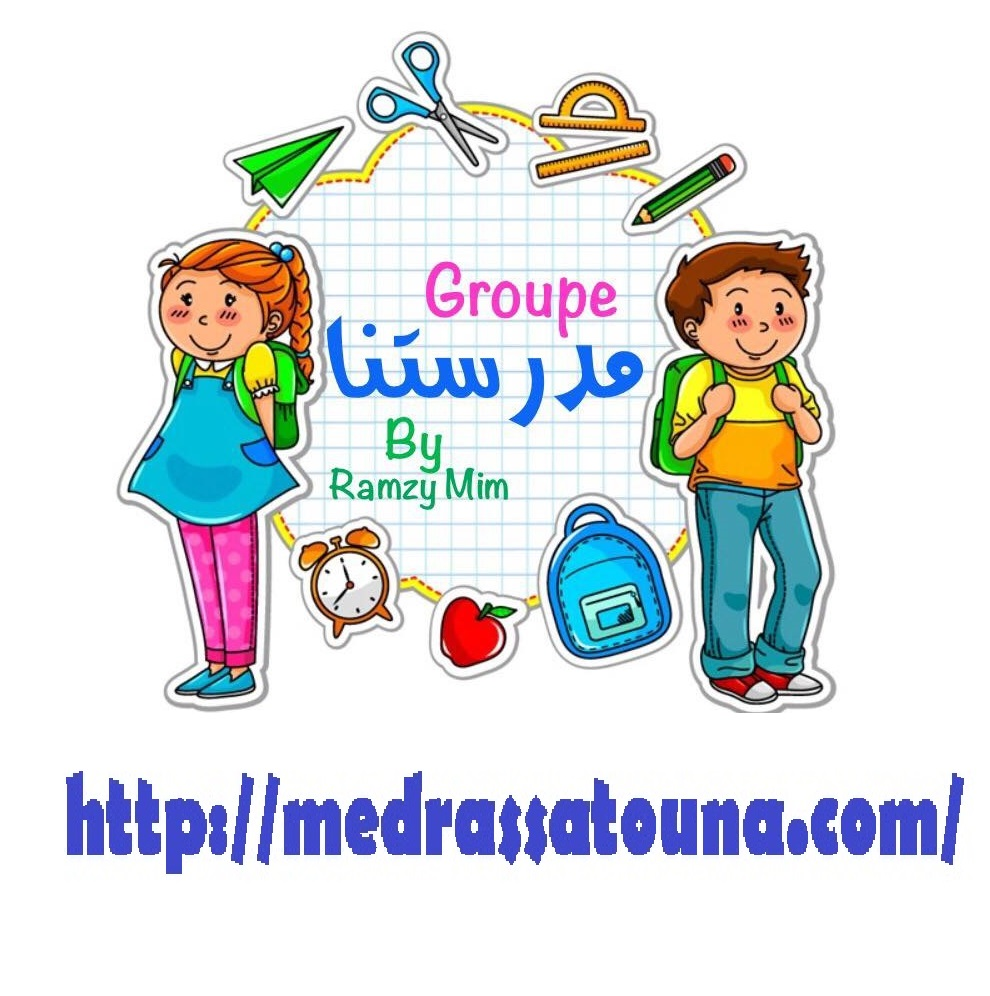 Groupe
مدرستنا
By
Ramzy Mim
http://medrassatouna.com/